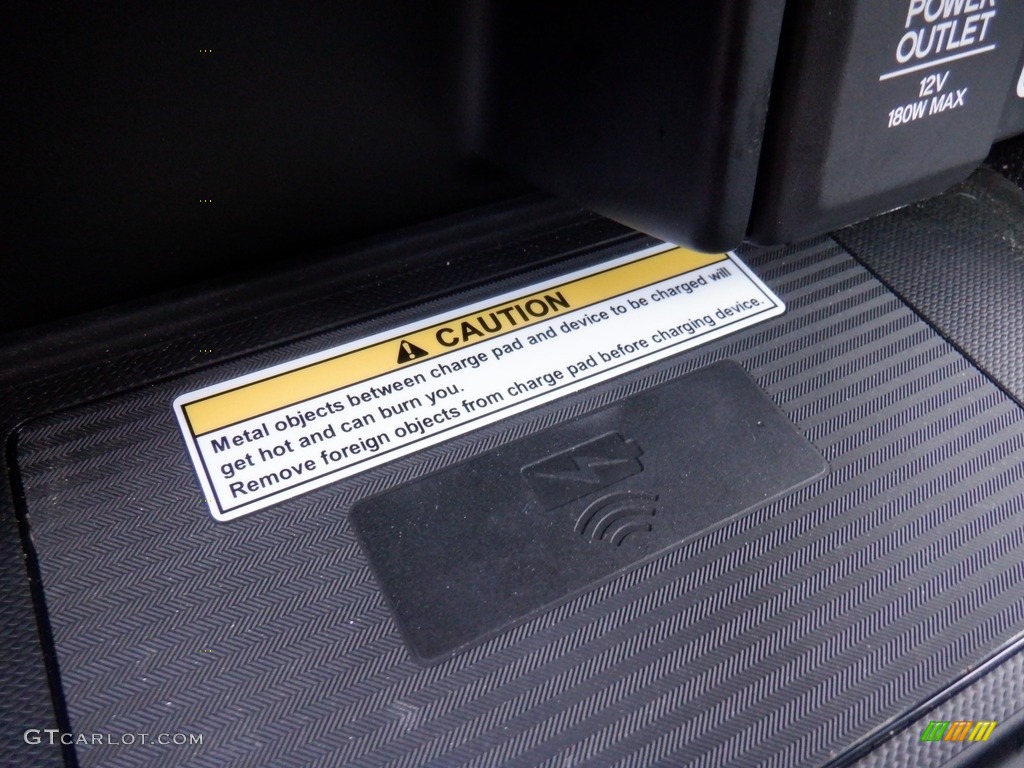 POWER
OUTLET
12V
180W MAX
CAUTION
Metal objects between charge pad and device to be charged will
get hot and can burn you.
Remove foreign objects from charge pad before charging device.
GTCARLOT.COM